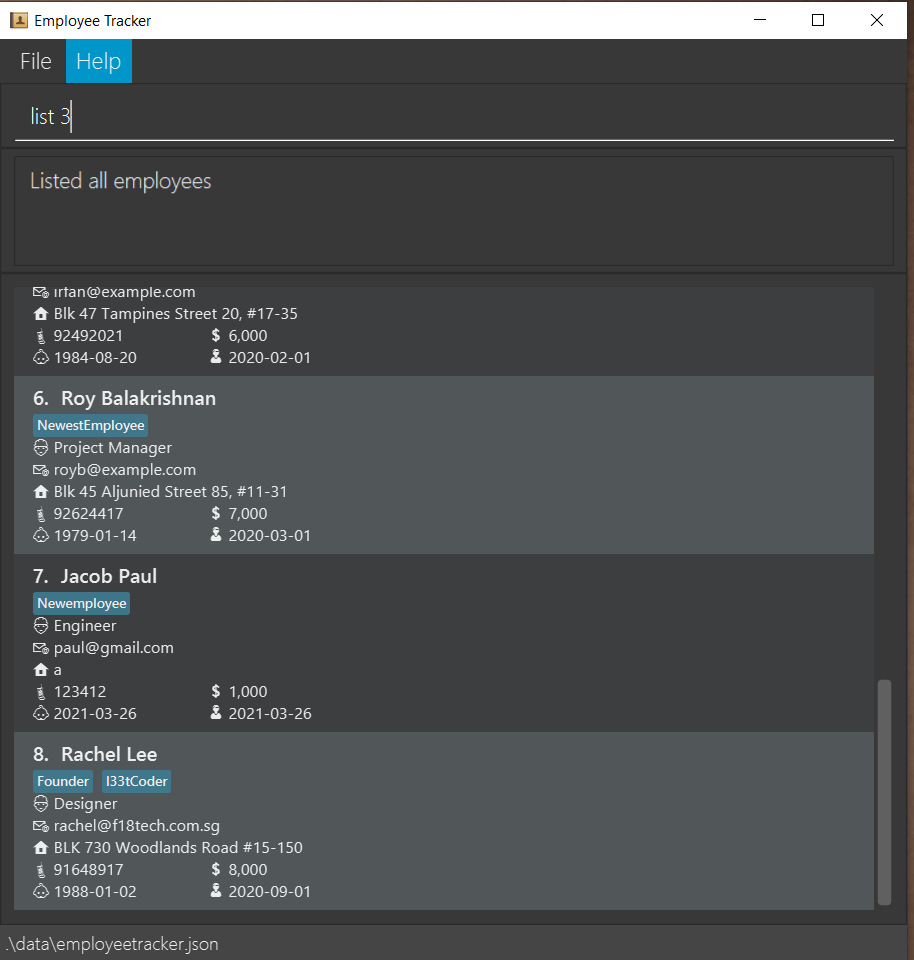 Employee Tracker
File Help
list 3
Listed all employees
irfan@example.com
Blk 47 Tampines Street 20, #17-35
92492021 $ 6,000
1984-08-20 2020-02-01
6. Roy Balakrishnan
NewestEmployee
Project Manager
royb@example.com
Blk 45 Aljunied Street 85, #11-31
92624417 $ 7,000
1979-01-14 2020-03-01
7. Jacob Paul
Newemployee
Engineer
paul@gmail.com
a
123412 $ 1,000
2021-03-26 2021-03-26
8. Rachel Lee
Founder l33tCoder
Designer
rachel@f18tech.com.sg
BLK 730 Woodlands Road #15-150
91648917 $ 8,000
1988-01-02 2020-09-01
.\data\employeetracker.json